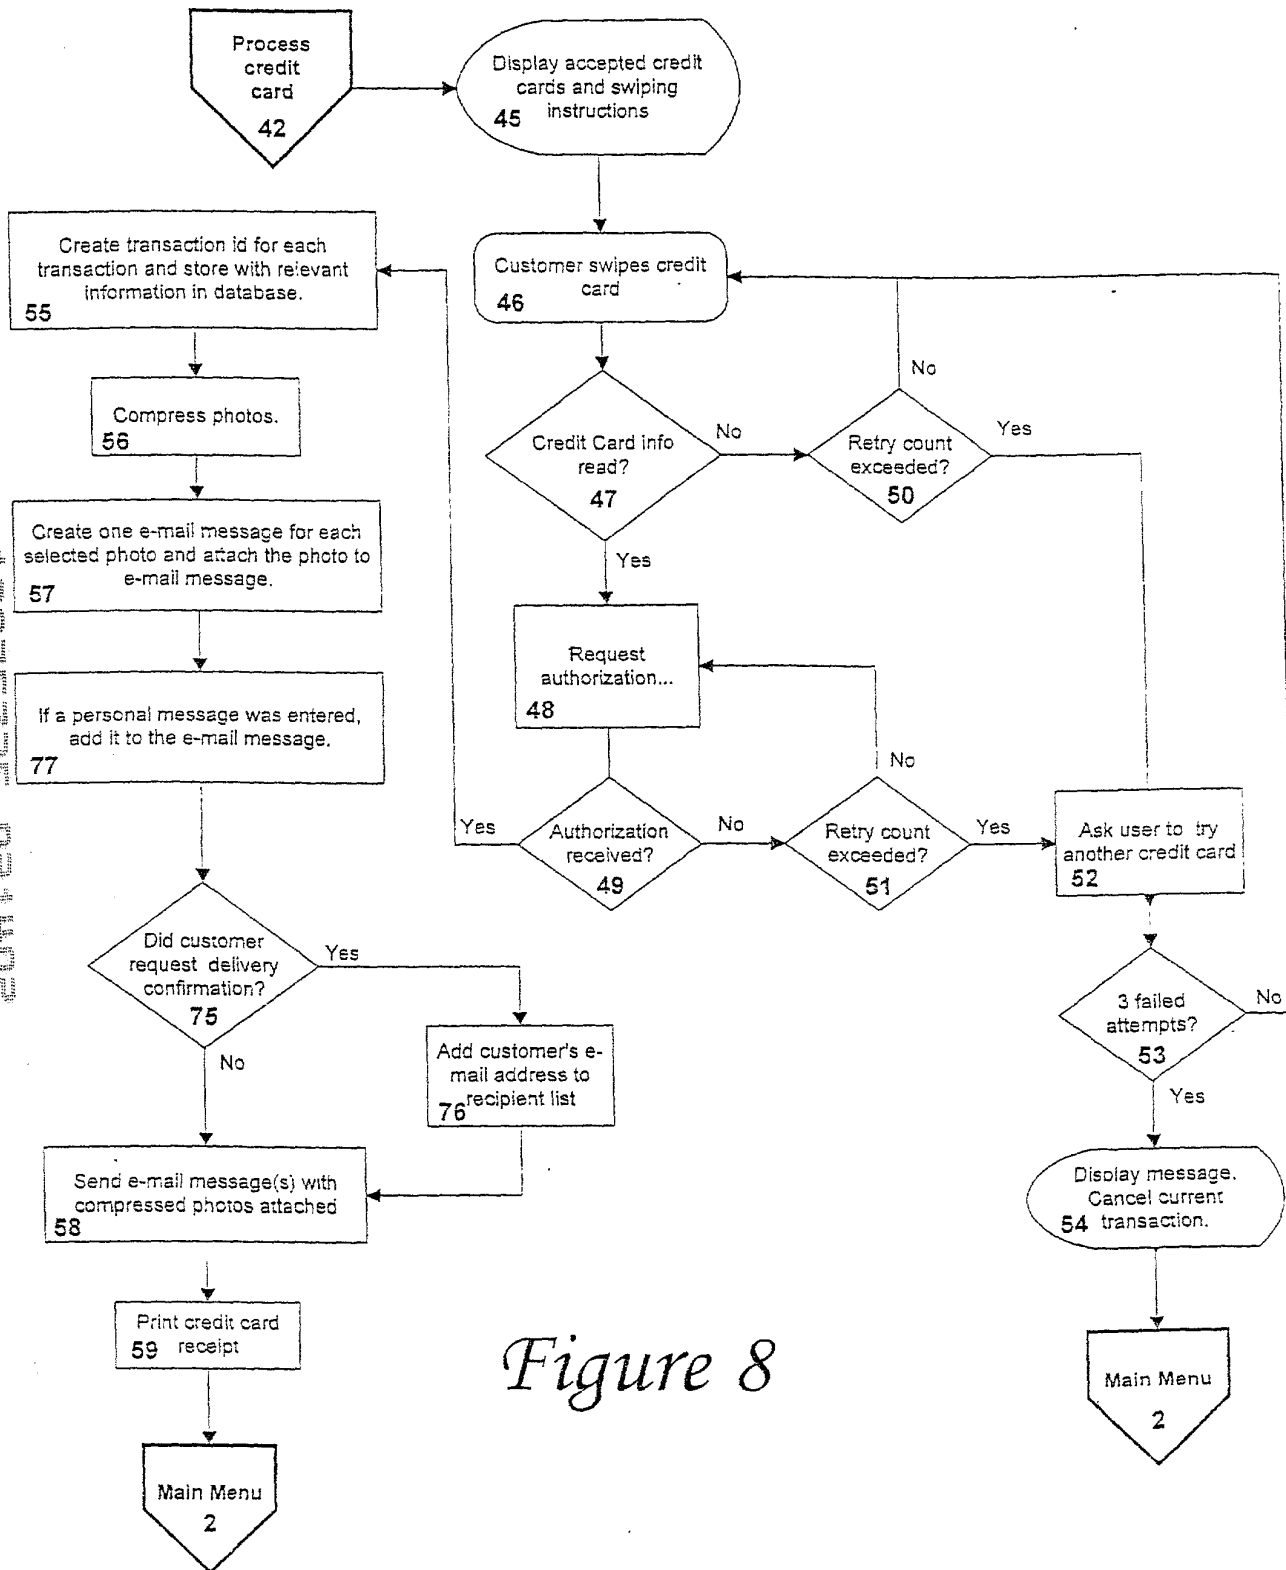 Process
credit
card
42
Display accepted credit
cards and swiping
instructions
45
Create transaction id for each
transaction and store with relevant
information in database.
55
Customer swipes credit
card
46
No
Compress photos.
56
Credit Card info
read?
47
No
Retry count
exceeded?
50
Yes
Create one e-mail message for each
selected photo and attach the photo to
e-mail message.
57
Yes
Request
authorization...
48
If a personal message was entered,
add it to the e-mail message.
77
No
Yes
Authorization
received?
49
No
Retry count
exceeded?
51
Yes
Ask user to try
another credit card
52
Did customer
request delivery
confirmation?
75
Yes
No
3 failed
attempts?
53
No
Yes
Add customer's e-
mail address to
recipient list
76
Send e-mail message(s) with
compressed photos attached
58
Display message.
Cancel current
transaction.
54
Print credit card
receipt
59
Figure 8
Main Menu
2
Main Menu
2